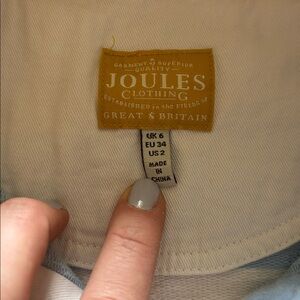 GARMENT of SUPERIOR
QUALITY
JOULES
CLOTHING
ESTABLISHED in the FIELDS of
GREAT & BRITAIN
UK 6
EU 34
US 2
MADE
IN
CHINA